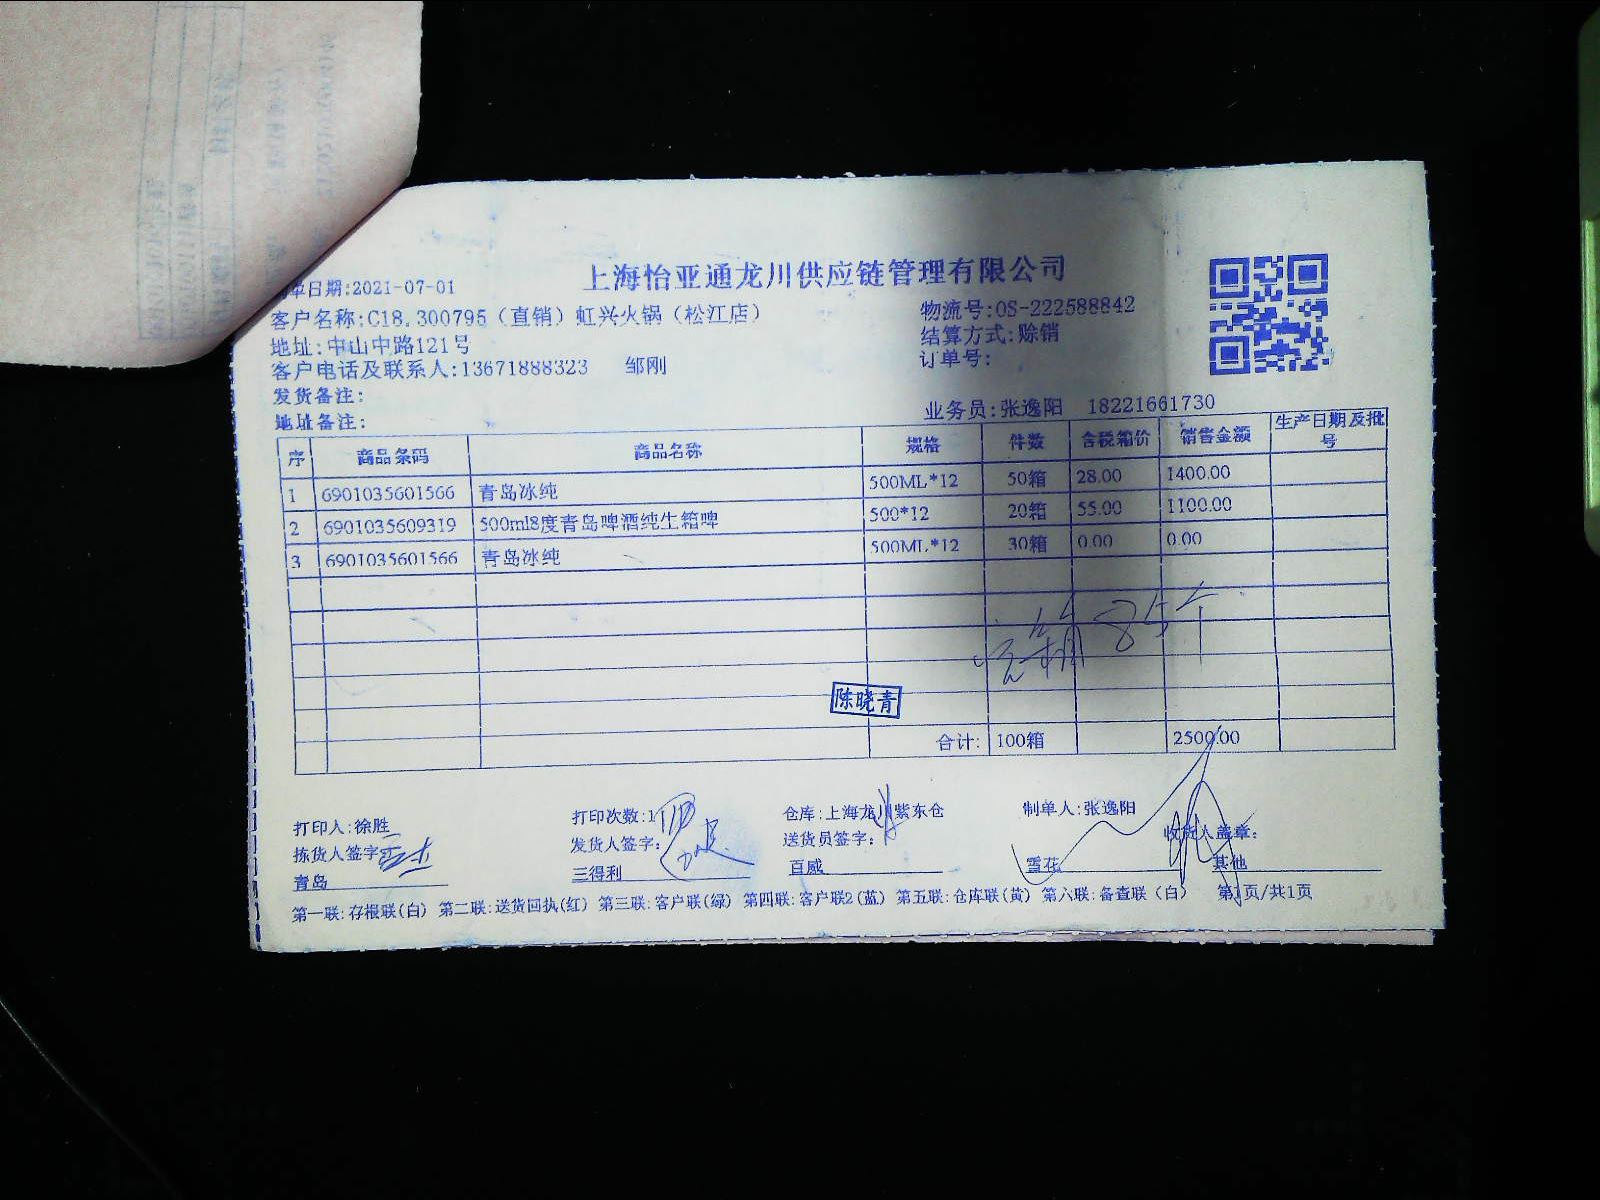 上海怡亚通龙川供应链管理有限公司
单日期:2021-07-01
客户名称:C18.300795（直销）虹兴火锅（松江店）
物流号:OS-222588842
地址:中山中路121号
结算方式:赊销
客户电话及联系人:13671888323 邹刚
订单号:
发货备注:
地址备注:
业务员:张逸阳 18221661730
序 商品条码 商品名称 规格 件数 含税箱价 销售金额 生产日期及批号
1 6901035601566 青岛冰纯 500ML*12 50箱 28.00 1400.00
2 6901035609319 500ml8度青岛啤酒纯生箱啤 500*12 20箱 55.00 1100.00
3 6901035601566 青岛冰纯 500ML*12 30箱 0.00 0.00
空箱 85个
陈晓青
合计: 100箱 2500.00
打印人:徐胜 打印次数:1 仓库:上海龙川紫东仓 制单人:张逸阳
拣货人签字: 发货人签字: 送货员签字: 收货人盖章:
青岛 三得利 百威 雪花 其他
第一联:存根联(白) 第二联:送货回执(红) 第三联:客户联(绿) 第四联:客户联2(蓝) 第五联:仓库联(黄) 第六联:备查联(白) 第1页/共1页